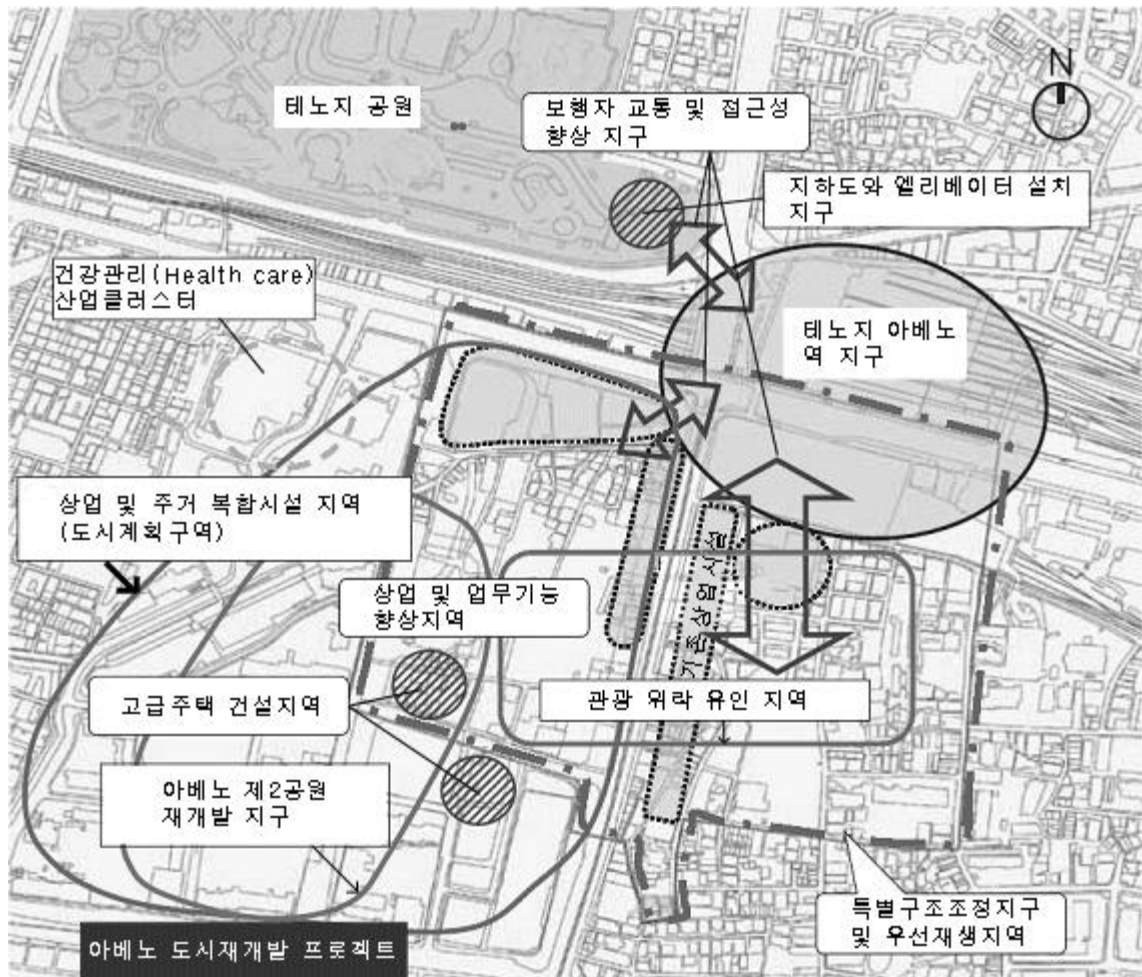 테노지 공원
N
보행자 교통 및 접근성
향상 지구
지하도와 엘리베이터 설치
지구
건강관리(Health care)
산업클러스터
테노지 아베노
역 지구
상업 및 주거 복합시설 지역
(도시계획구역)
상업 및 업무기능
향상지역
기존상업시설
고급주택 건설지역
관광 위락 유인 지역
아베노 제2공원
재개발 지구
특별구조조정지구
및 우선재생지역
아베노 도시재개발 프로젝트